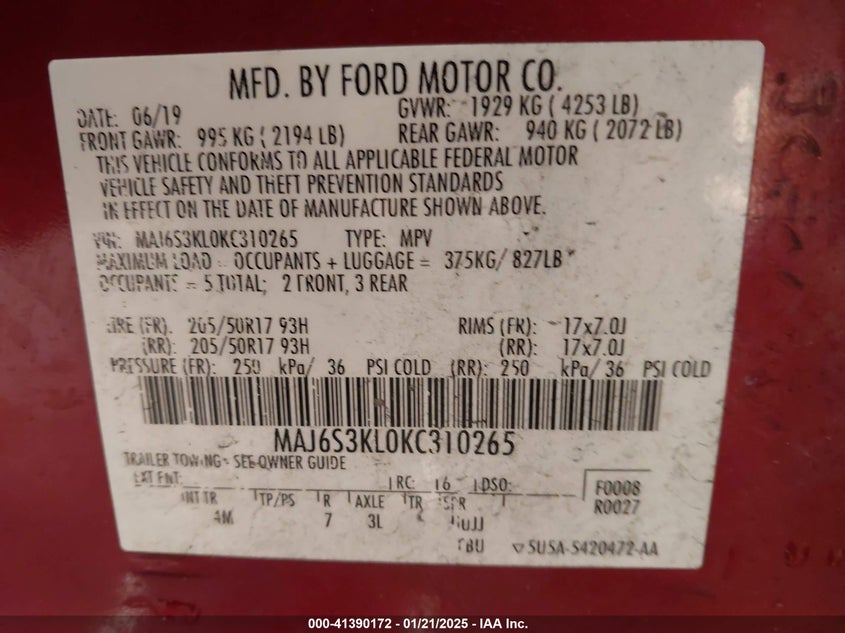 MFD. BY FORD MOTOR CO.
DATE: 06/19 GVWR: 1929 KG ( 4253 LB)
FRONT GAWR: 995 KG ( 2194 LB) REAR GAWR: 940 KG ( 2072 LB)
THIS VEHICLE CONFORMS TO ALL APPLICABLE FEDERAL MOTOR
VEHICLE SAFETY AND THEFT PREVENTION STANDARDS
IN EFFECT ON THE DATE OF MANUFACTURE SHOWN ABOVE.
VIN: MAJ6S3KL0KC310265 TYPE: MPV
MAXIMUM LOAD = OCCUPANTS + LUGGAGE = 375KG/ 827LB
OCCUPANTS = 5 TOTAL; 2 FRONT, 3 REAR
TIRE (FR): 205/50R17 93H RIMS (FR): 17x7.0J
(RR): 205/50R17 93H (RR): 17x7.0J
PRESSURE (FR): 250 kPa/ 36 PSI COLD (RR): 250 kPa/ 36 PSI COLD
MAJ6S3KL0KC310265
TRAILER TOWING - SEE OWNER GUIDE
EXT PNT: RC: 16 DSO: F0008
INT TR TP/PS R AXLE TR SPR R0027
AM 7 3L UUJJ
TBU 5U5A-5420472-AA
000-41390172 - 01/21/2025 - IAA Inc.